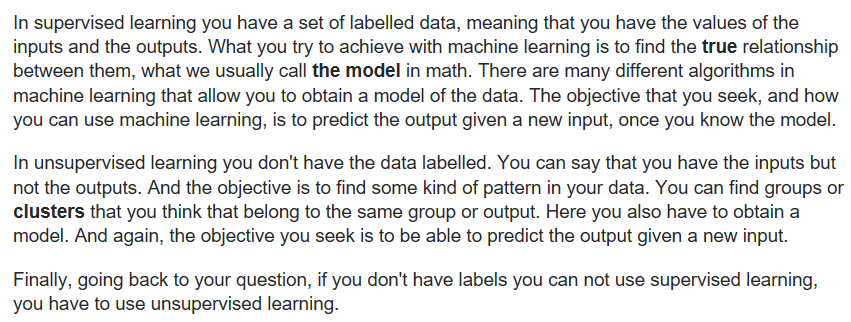 In supervised learning you have a set of labelled data, meaning that you have the values of the
inputs and the outputs. What you try to achieve with machine learning is to find the true relationship
between them, what we usually call the model in math. There are many different algorithms in
machine learning that allow you to obtain a model of the data. The objective that you seek, and how
you can use machine learning, is to predict the output given a new input, once you know the model.
In unsupervised learning you don't have the data labelled. You can say that you have the inputs but
not the outputs. And the objective is to find some kind of pattern in your data. You can find groups or
clusters that you think that belong to the same group or output. Here you also have to obtain a
model. And again, the objective you seek is to be able to predict the output given a new input.
Finally, going back to your question, if you don't have labels you can not use supervised learning,
you have to use unsupervised learning.